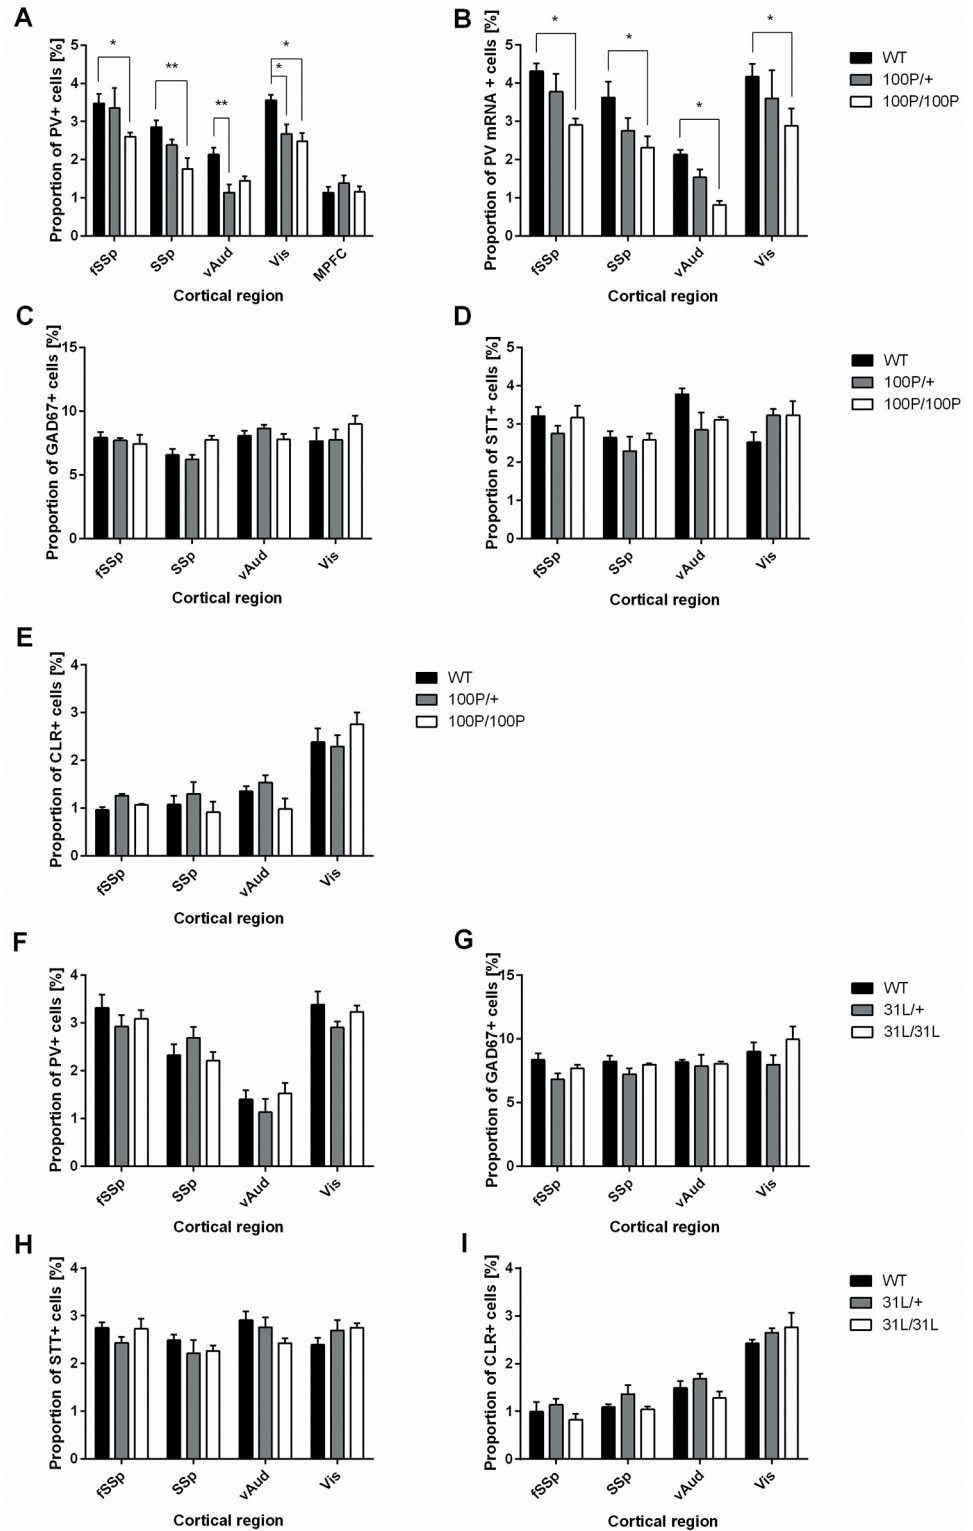 A
Proportion of PV+ cells [%]
5
4
3
2
1
0
*
**
**
*
*
fSSp
SSp
vAud
Vis
MPFC
Cortical region
B
Proportion of PV mRNA + cells [%]
5
4
3
2
1
0
*
*
*
*
fSSp
SSp
vAud
Vis
Cortical region
WT
100P/+
100P/100P
C
Proportion of GAD67+ cells [%]
15
10
5
0
fSSp
SSp
vAud
Vis
Cortical region
D
Proportion of STT+ cells [%]
5
4
3
2
1
0
fSSp
SSp
vAud
Vis
Cortical region
WT
100P/+
100P/100P
E
Proportion of CLR+ cells [%]
4
3
2
1
0
fSSp
SSp
vAud
Vis
Cortical region
WT
100P/+
100P/100P
F
Proportion of PV+ cells [%]
4
3
2
1
0
fSSp
SSp
vAud
Vis
Cortical region
G
Proportion of GAD67+ cells [%]
15
10
5
0
fSSp
SSp
vAud
Vis
Cortical region
WT
31L/+
31L/31L
H
Proportion of STT+ cells [%]
4
3
2
1
0
fSSp
SSp
vAud
Vis
Cortical region
I
Proportion of CLR+ cells [%]
4
3
2
1
0
fSSp
SSp
vAud
Vis
Cortical region
WT
31L/+
31L/31L